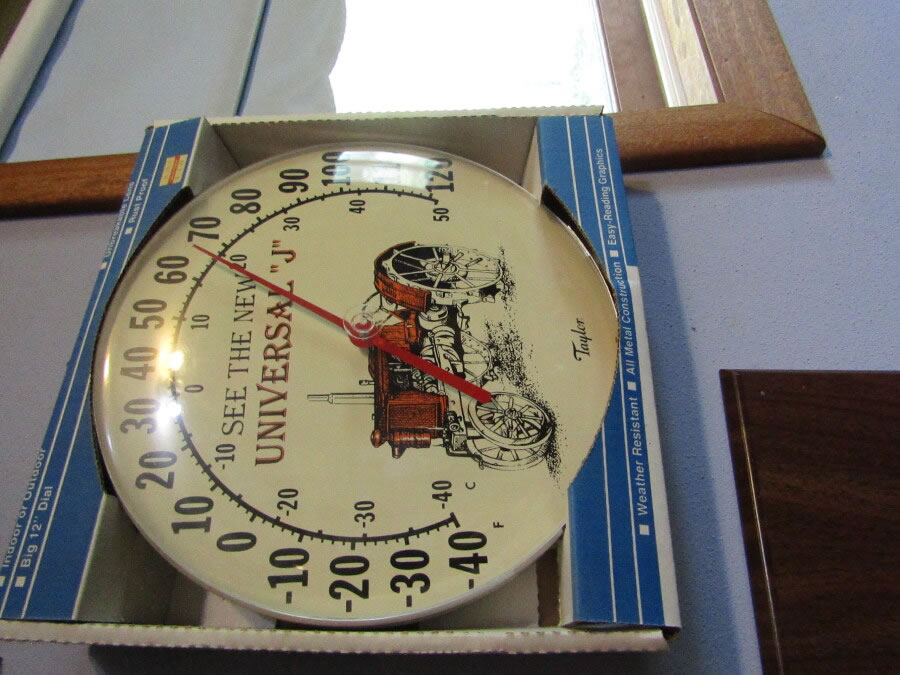 SEE THE NEW
UNIVERSAL "J"
Taylor
-40
-30
-20
-10
0
10
20
30
40
50
60
70
80
90
100
120
F
-40
-30
-20
-10
0
10
20
30
40
50
C
Indoor or Outdoor
■ Big 12" Dial
■ Rust Proof
■ Weather Resistant ■ All Metal Construction ■ Easy-Reading Graphics